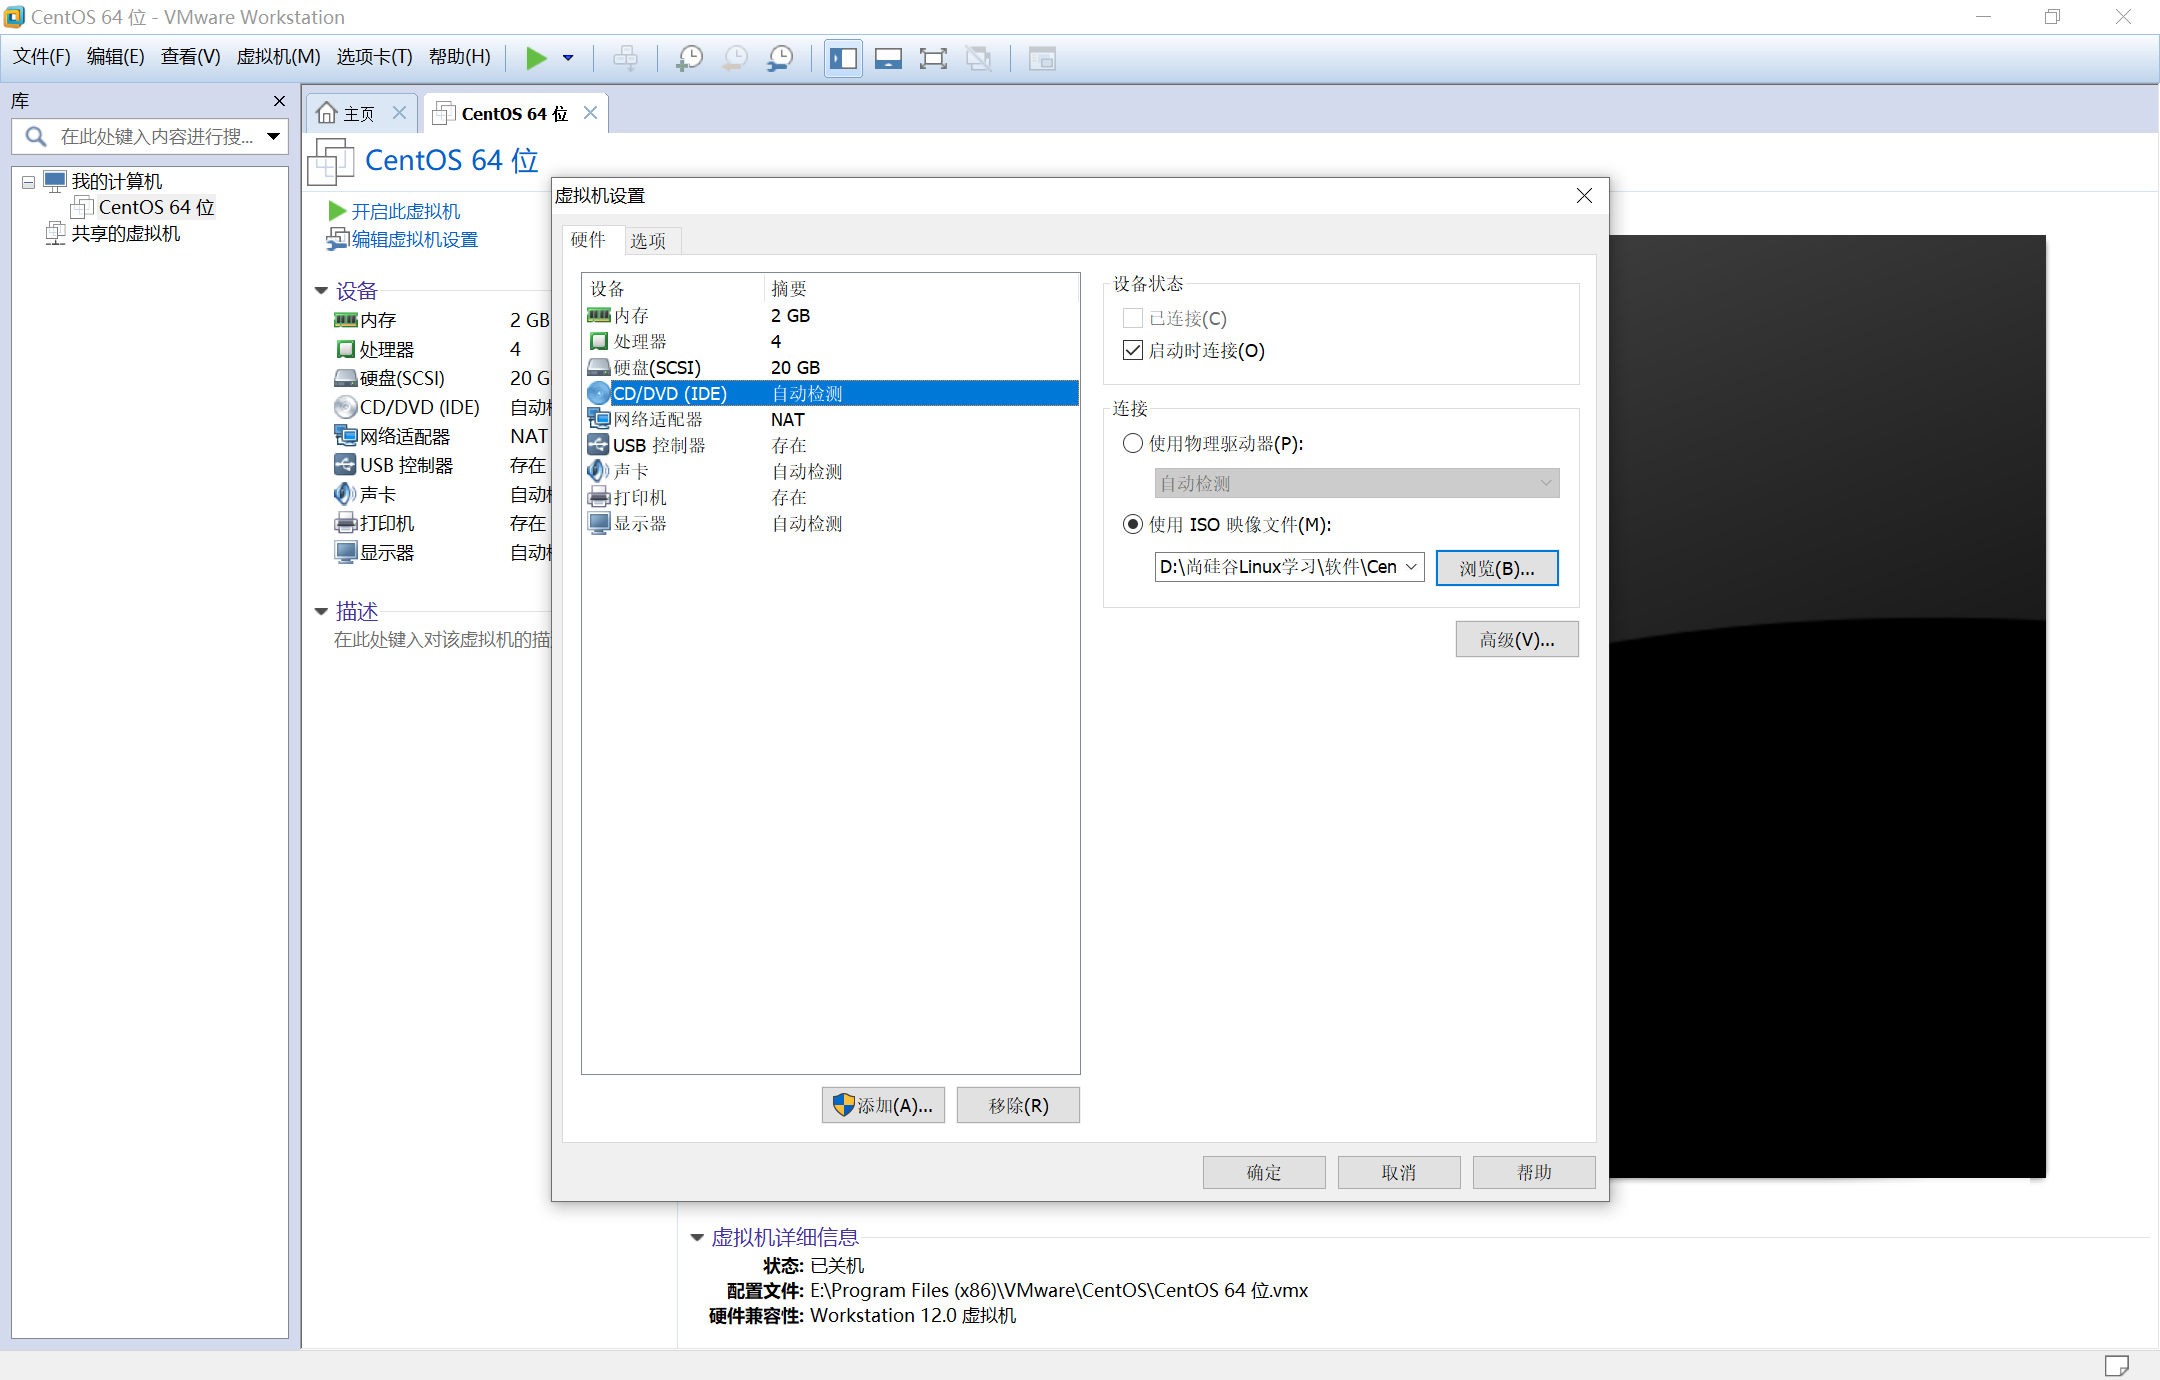 CentOS 64 位 - VMware Workstation
文件(F) 编辑(E) 查看(V) 虚拟机(M) 选项卡(T) 帮助(H)
库
在此处键入内容进行搜...
我的计算机
CentOS 64 位
共享的虚拟机
主页
CentOS 64 位
CentOS 64 位
开启此虚拟机
编辑虚拟机设置
设备
内存 2 GB
处理器 4
硬盘(SCSI) 20 G
CD/DVD (IDE) 自动
网络适配器 NAT
USB 控制器 存在
声卡 自动
打印机 存在
显示器 自动
描述
在此处键入对该虚拟机的描
虚拟机设置
硬件 选项
设备 摘要
内存 2 GB
处理器 4
硬盘(SCSI) 20 GB
CD/DVD (IDE) 自动检测
网络适配器 NAT
USB 控制器 存在
声卡 自动检测
打印机 存在
显示器 自动检测
添加(A)... 移除(R)
设备状态
已连接(C)
启动时连接(O)
连接
使用物理驱动器(P):
自动检测
使用 ISO 映像文件(M):
D:\尚硅谷Linux学习\软件\Cen 浏览(B)...
高级(V)...
确定 取消 帮助
虚拟机详细信息
状态: 已关机
配置文件: E:\Program Files (x86)\VMware\CentOS\CentOS 64 位.vmx
硬件兼容性: Workstation 12.0 虚拟机